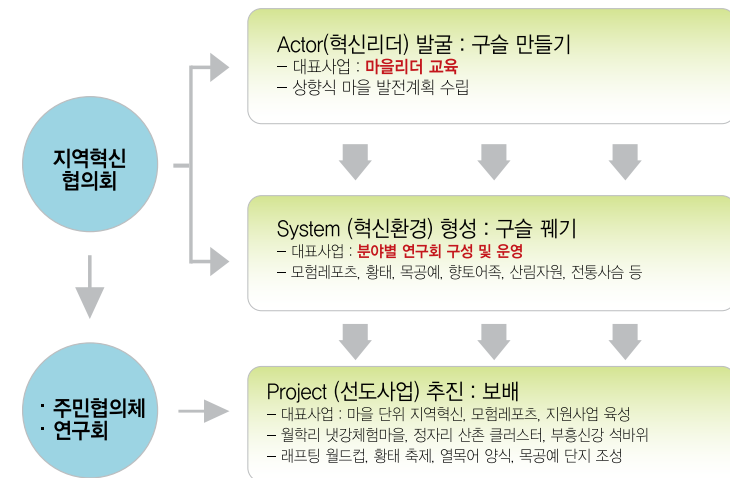 Actor(혁신리더) 발굴 : 구슬 만들기
– 대표사업 : 마을리더 교육
– 상향식 마을 발전계획 수립
지역혁신
협의회
System (혁신환경) 형성 : 구슬 꿰기
– 대표사업 : 분야별 연구회 구성 및 운영
– 모험레포츠, 황태, 목공예, 향토어족, 산림자원, 전통사슴 등
· 주민협의체
· 연구회
Project (선도사업) 추진 : 보배
– 대표사업 : 마을 단위 지역혁신, 모험레포츠, 지원사업 육성
– 월학리 냇강체험마을, 정자리 산촌 클러스터, 부흥신강 석바위
– 래프팅 월드컵, 황태 축제, 열목어 양식, 목공예 단지 조성